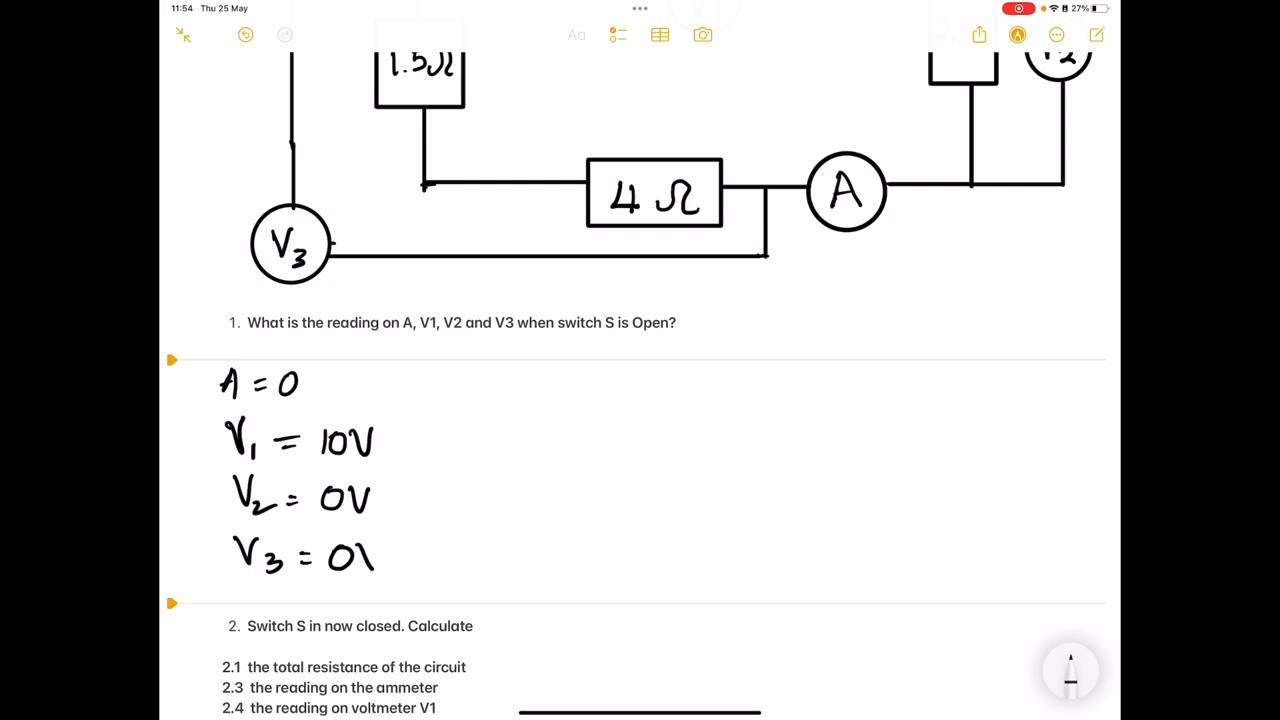 11:54 Thu 25 May
27%
Aa
1.5Ω
4 Ω
A
V3
1. What is the reading on A, V1, V2 and V3 when switch S is Open?
A = 0
V1 = 10V
V2 = 0V
V3 = 0\
2. Switch S in now closed. Calculate
2.1 the total resistance of the circuit
2.3 the reading on the ammeter
2.4 the reading on voltmeter V1